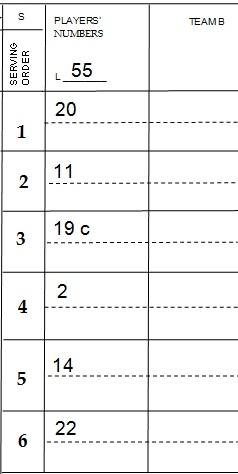 S
PLAYERS'
NUMBERS
TEAM B
SERVING
ORDER
L 55
1
20
2
11
3
19 c
4
2
5
14
6
22